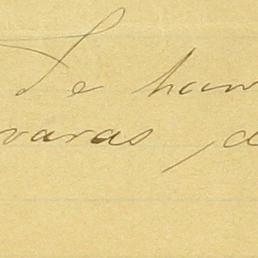 Se han
varas, d